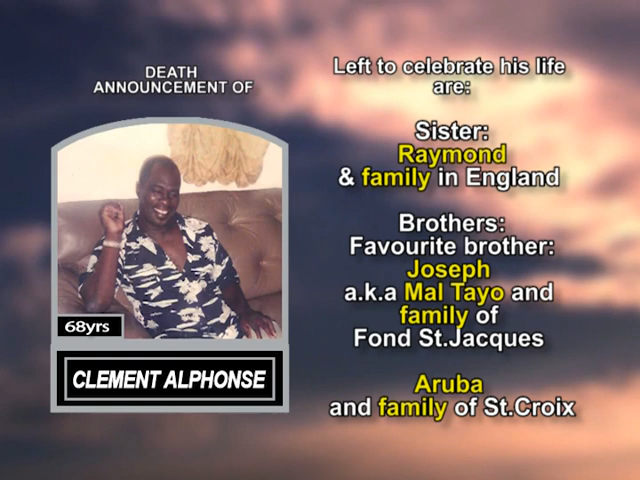 DEATH
ANNOUNCEMENT OF
68yrs
CLEMENT ALPHONSE
Left to celebrate his life
are:
Sister:
Raymond
& family in England
Brothers:
Favourite brother:
Joseph
a.k.a Mal Tayo and
family of
Fond St.Jacques
Aruba
and family of St.Croix